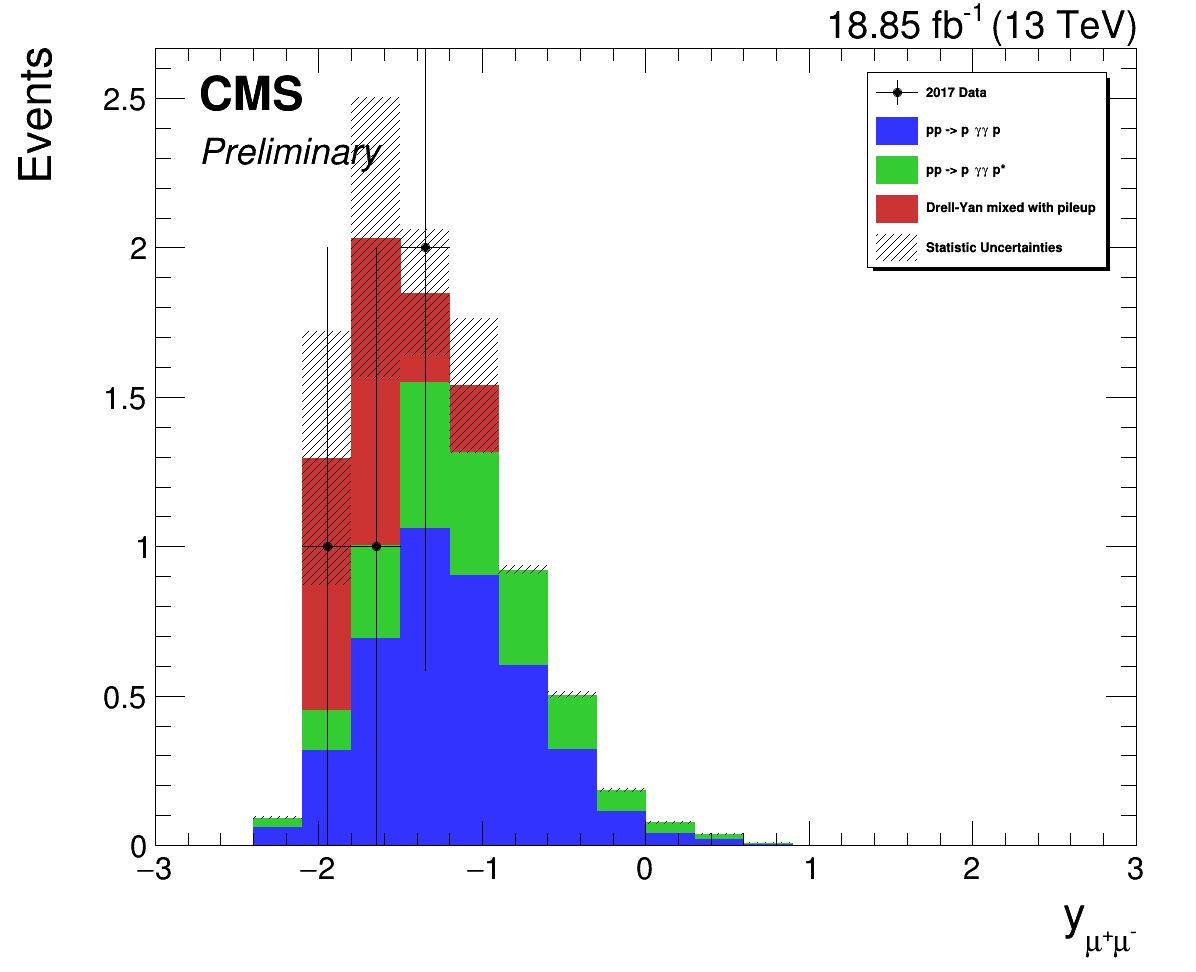 18.85 fb⁻¹ (13 TeV)
Events
CMS
Preliminary
2017 Data
pp -> p γγ p
pp -> p γγ p*
Drell-Yan mixed with pileup
Statistic Uncertainties
2.5
2
1.5
1
0.5
0
−3 −2 −1 0 1 2 3
y_μ⁺μ⁻